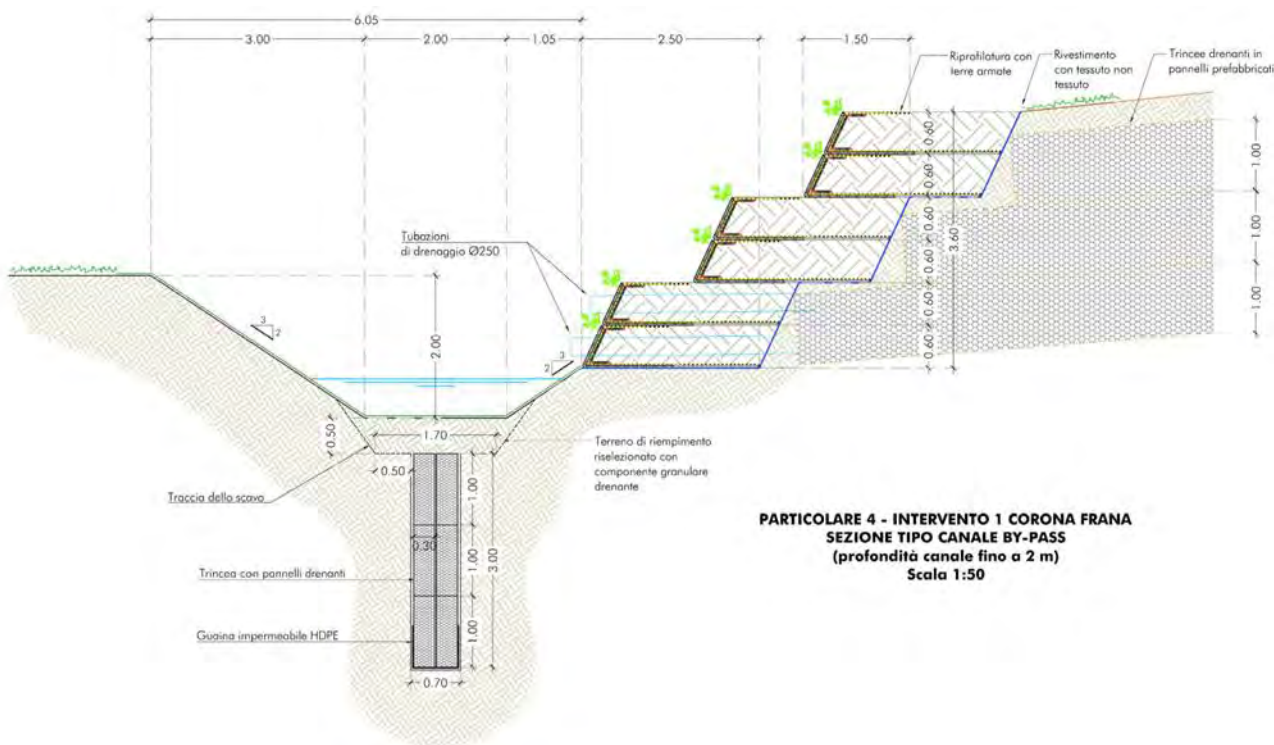 6.05
3.00 2.00 1.05 2.50 1.50
Riprofilatura con
terre armate
Rivestimento
con tessuto non
tessuto
Trincee drenanti in
pannelli prefabbricati
0.60
0.60
0.60
0.60
0.60
0.60
3.60
1.00
1.00
1.00
Tubazioni
di drenaggio Ø250
3
2
2.00
3
2
0.50
1.70
0.50
Traccia dello scavo
Terreno di riempimento
riselezionato con
componente granulare
drenante
1.00
0.30
1.00
3.00
1.00
Trincea con pannelli drenanti
Guaina impermeabile HDPE
0.70
PARTICOLARE 4 - INTERVENTO 1 CORONA FRANA
SEZIONE TIPO CANALE BY-PASS
(profondità canale fino a 2 m)
Scala 1:50